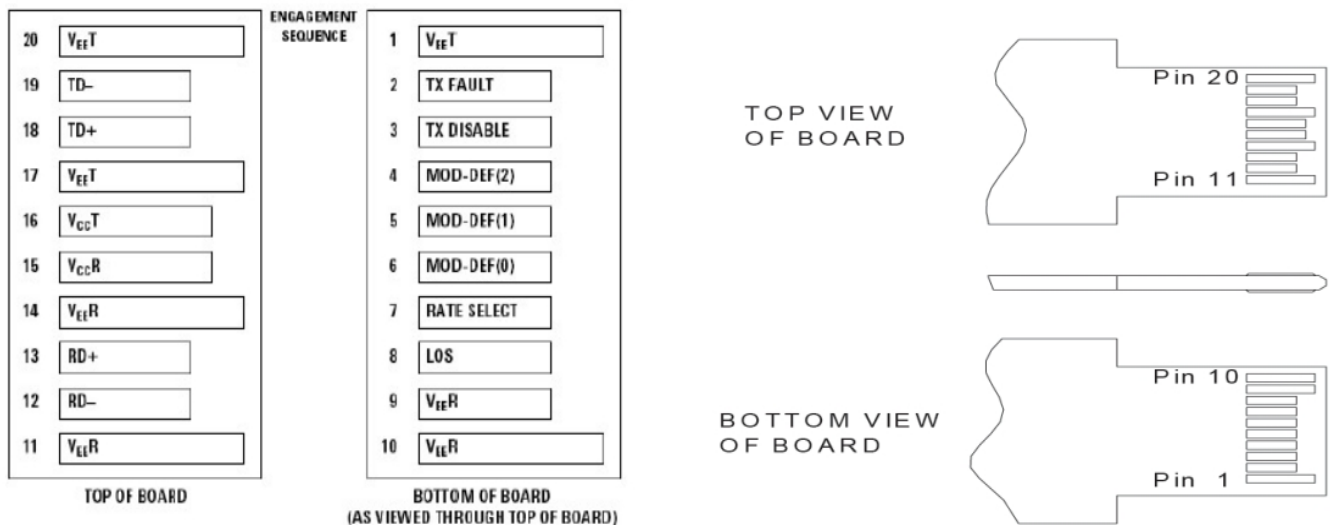 ENGAGEMENT
SEQUENCE
20 VEET
19 TD–
18 TD+
17 VEET
16 VCCT
15 VCCR
14 VEER
13 RD+
12 RD–
11 VEER
TOP OF BOARD
1 VEET
2 TX FAULT
3 TX DISABLE
4 MOD-DEF(2)
5 MOD-DEF(1)
6 MOD-DEF(0)
7 RATE SELECT
8 LOS
9 VEER
10 VEER
BOTTOM OF BOARD
(AS VIEWED THROUGH TOP OF BOARD)
TOP VIEW
OF BOARD
Pin 20
Pin 11
BOTTOM VIEW
OF BOARD
Pin 10
Pin 1